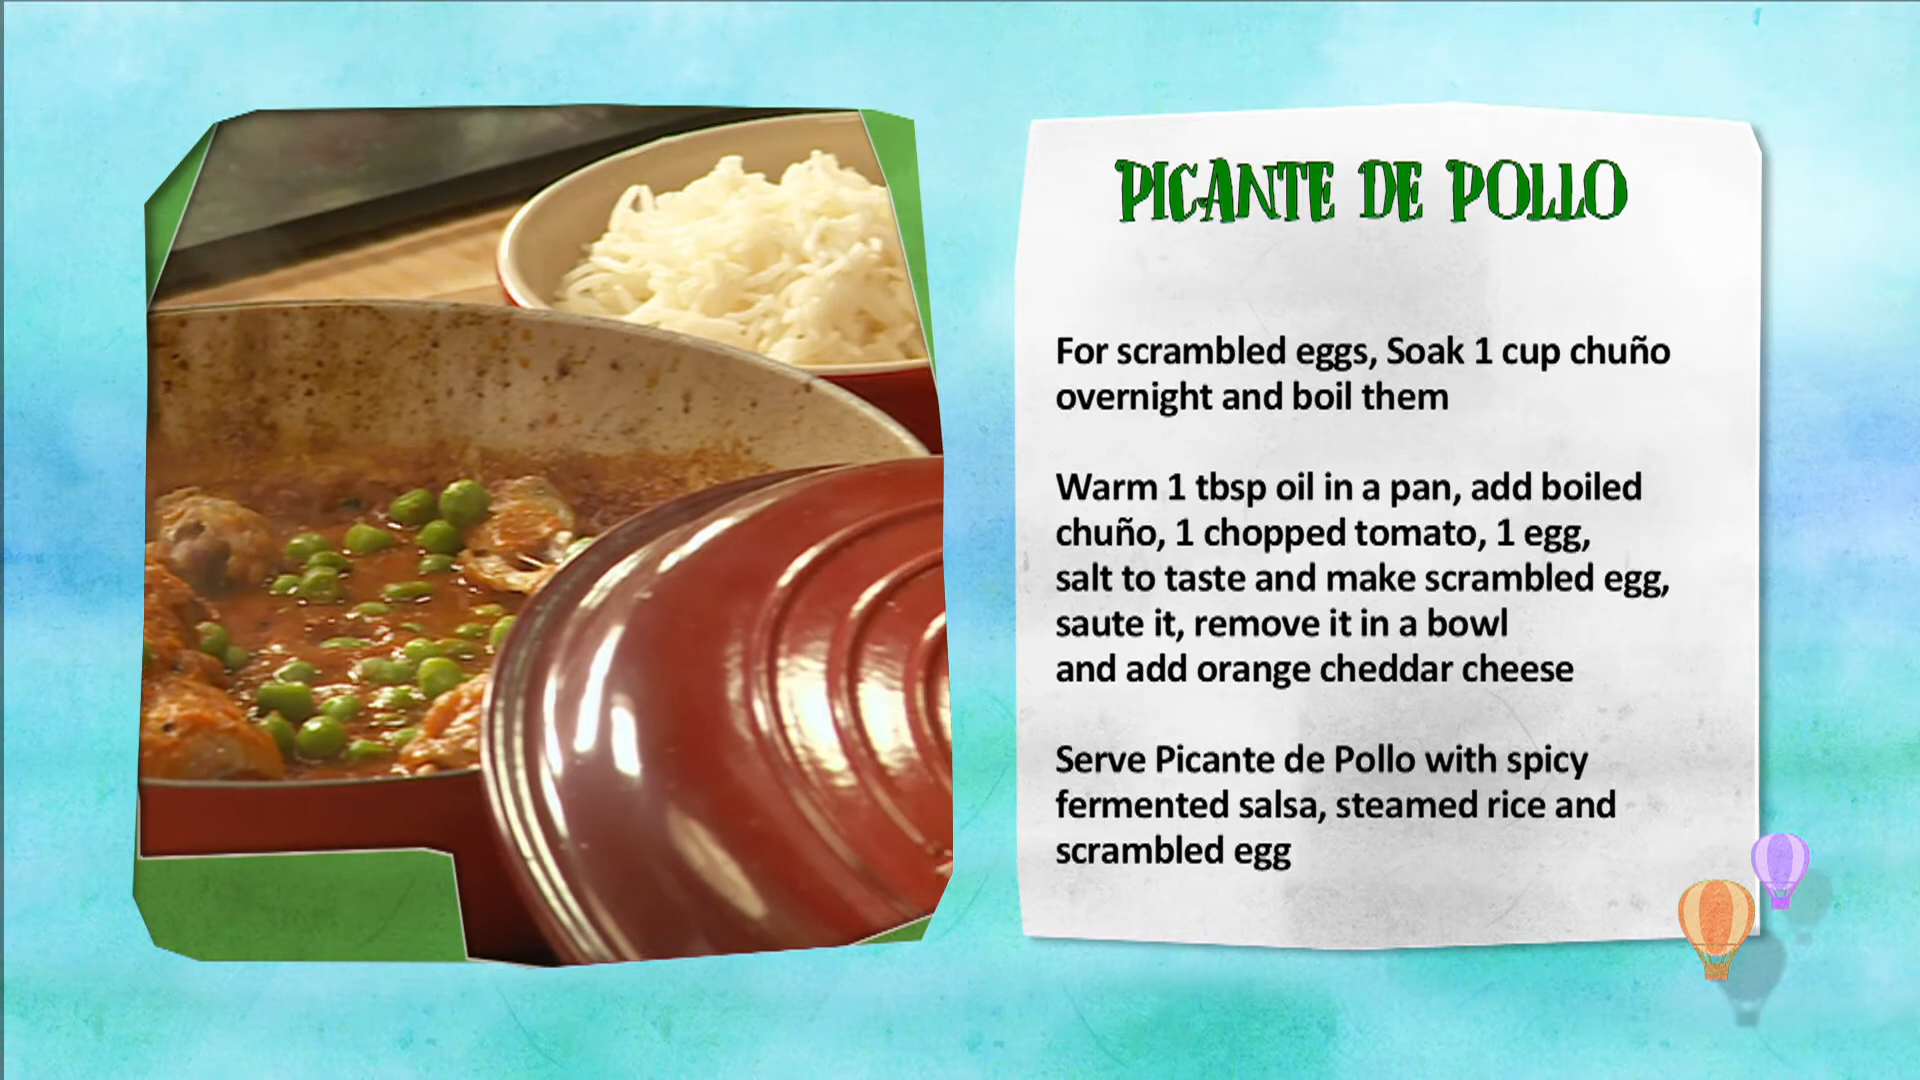 PICANTE DE POLLO
For scrambled eggs, Soak 1 cup chuño
overnight and boil them
Warm 1 tbsp oil in a pan, add boiled
chuño, 1 chopped tomato, 1 egg,
salt to taste and make scrambled egg,
saute it, remove it in a bowl
and add orange cheddar cheese
Serve Picante de Pollo with spicy
fermented salsa, steamed rice and
scrambled egg